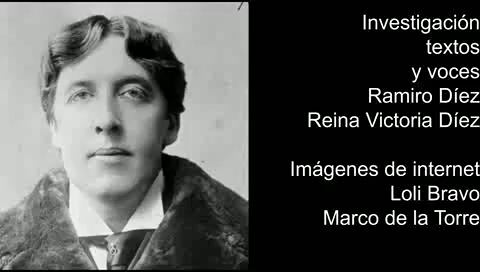 Investigación
textos
y voces
Ramiro Díez
Reina Victoria Díez
Imágenes de internet
Loli Bravo
Marco de la Torre